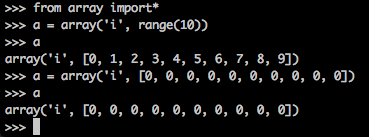 >>> from array import*
>>> a = array('i', range(10))
>>> a
array('i', [0, 1, 2, 3, 4, 5, 6, 7, 8, 9])
>>> a = array('i', [0, 0, 0, 0, 0, 0, 0, 0, 0, 0])
>>> a
array('i', [0, 0, 0, 0, 0, 0, 0, 0, 0, 0])
>>>